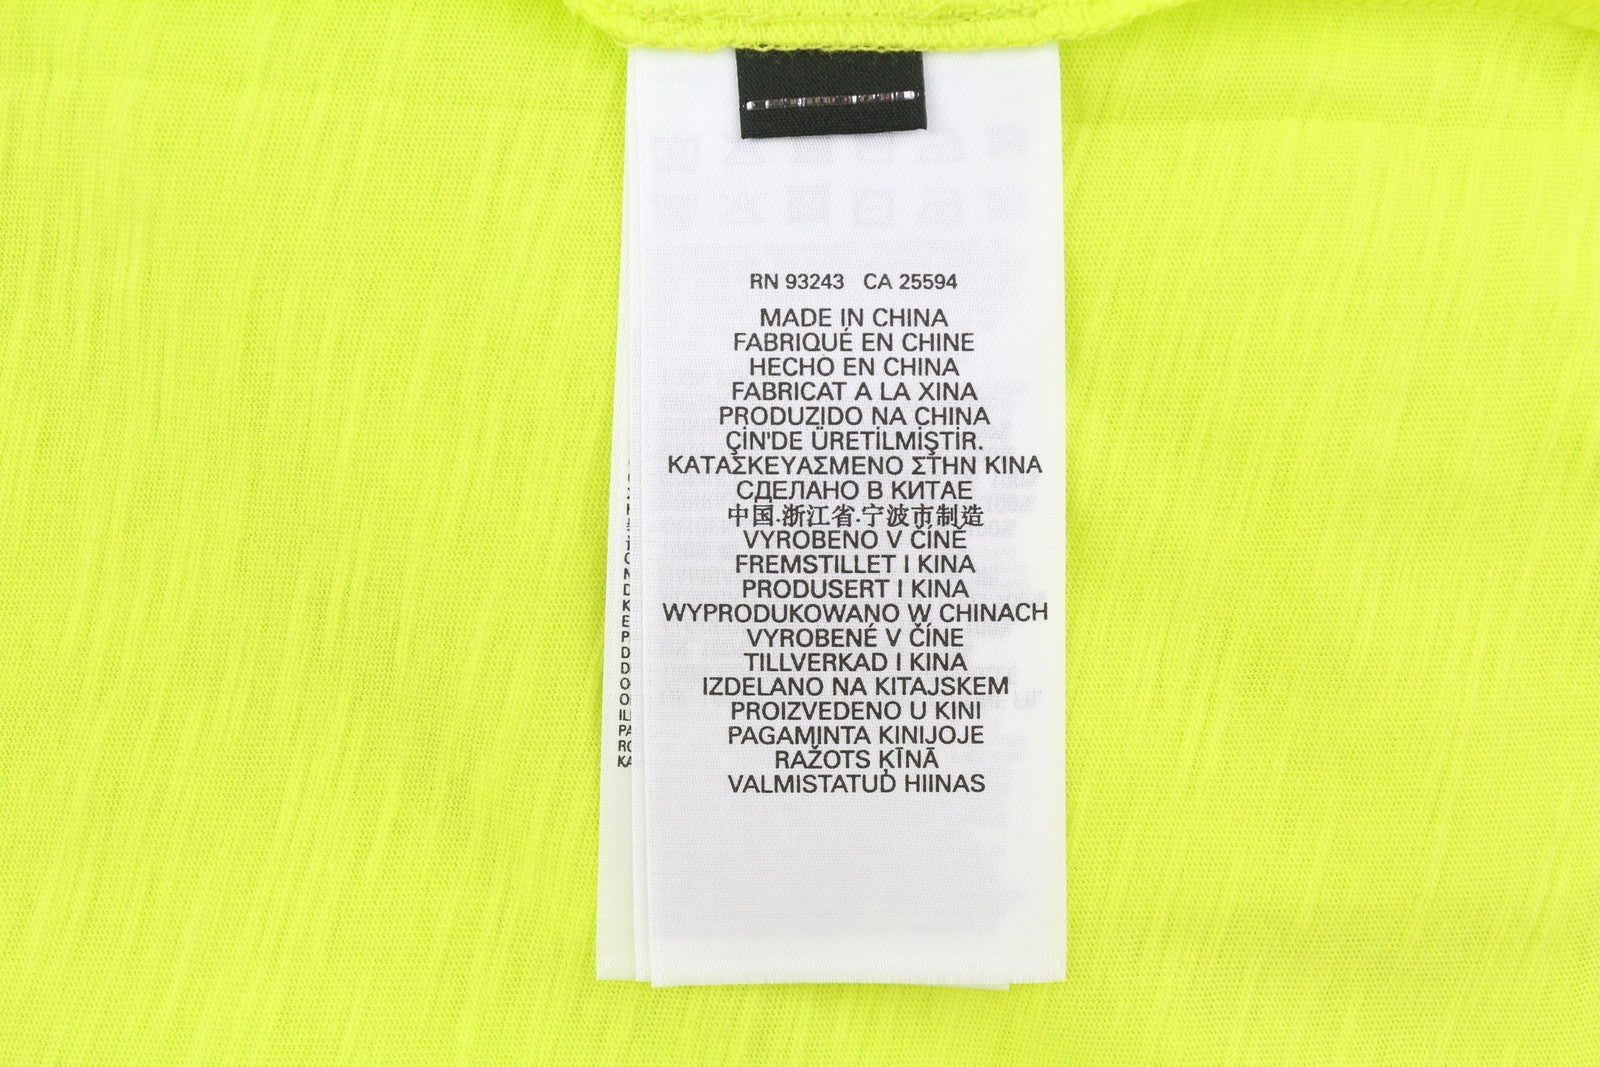 RN 93243 CA 25594
MADE IN CHINA
FABRIQUÉ EN CHINE
HECHO EN CHINA
FABRICAT A LA XINA
PRODUZIDO NA CHINA
ÇİN'DE ÜRETİLMİŞTİR.
ΚΑΤΑΣΚΕΥΑΣΜΕΝΟ ΣΤΗΝ ΚΙΝΑ
СДЕЛАНО В КИТАЕ
中国.浙江省.宁波市制造
VYROBENO V ČÍNĚ
FREMSTILLET I KINA
PRODUSERT I KINA
WYPRODUKOWANO W CHINACH
VYROBENÉ V ČÍNE
TILLVERKAD I KINA
IZDELANO NA KITAJSKEM
PROIZVEDENO U KINI
PAGAMINTA KINIJOJE
RAŽOTS ĶĪNĀ
VALMISTATUD HIINAS